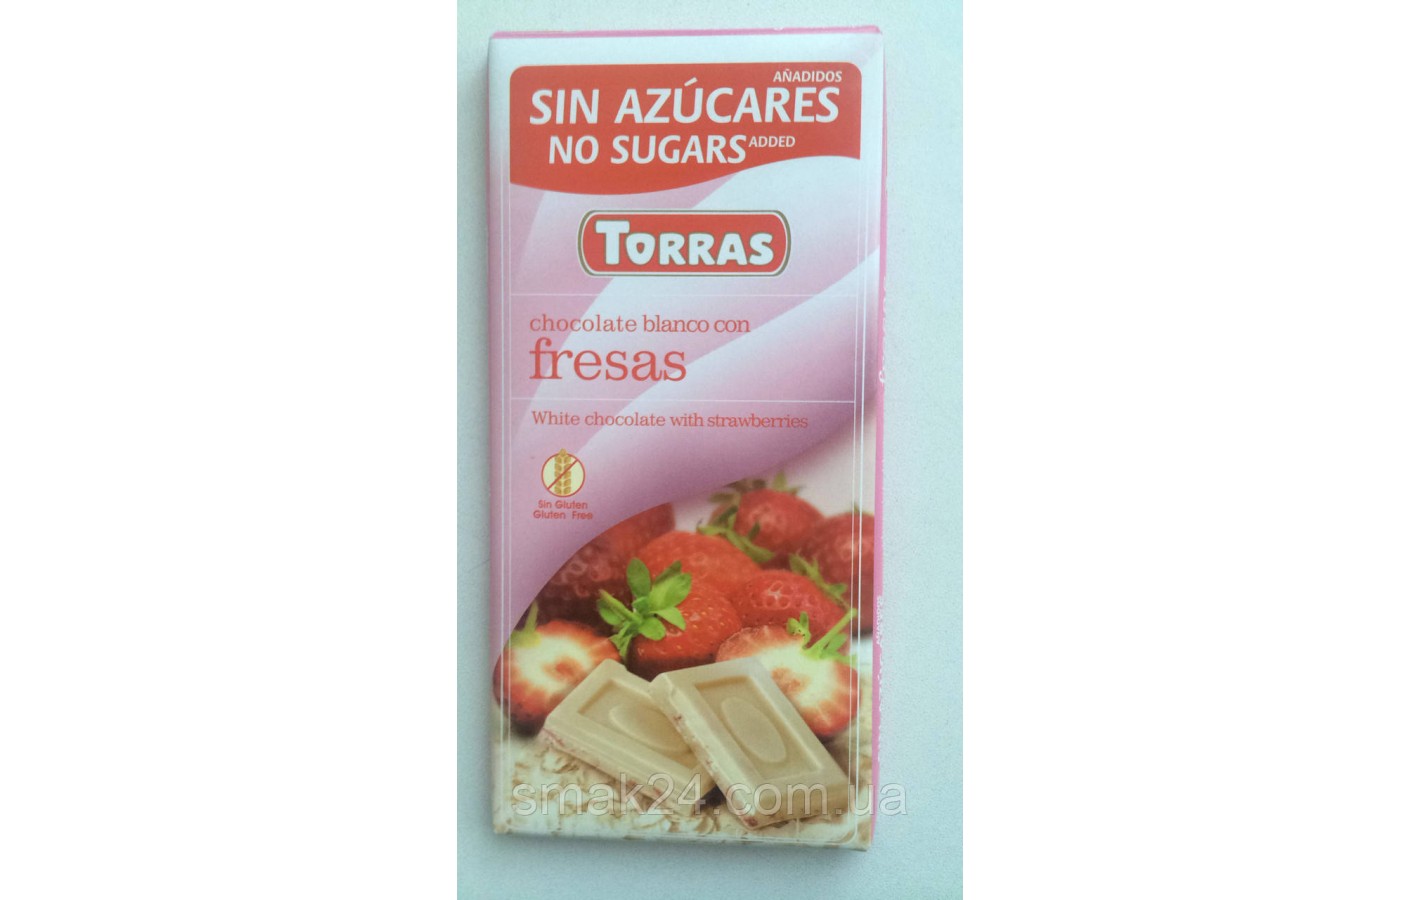 AÑADIDOS
SIN AZÚCARES
NO SUGARS ADDED
TORRAS
chocolate blanco con
fresas
White chocolate with strawberries
Sin Gluten
Gluten Free
smak24.com.ua